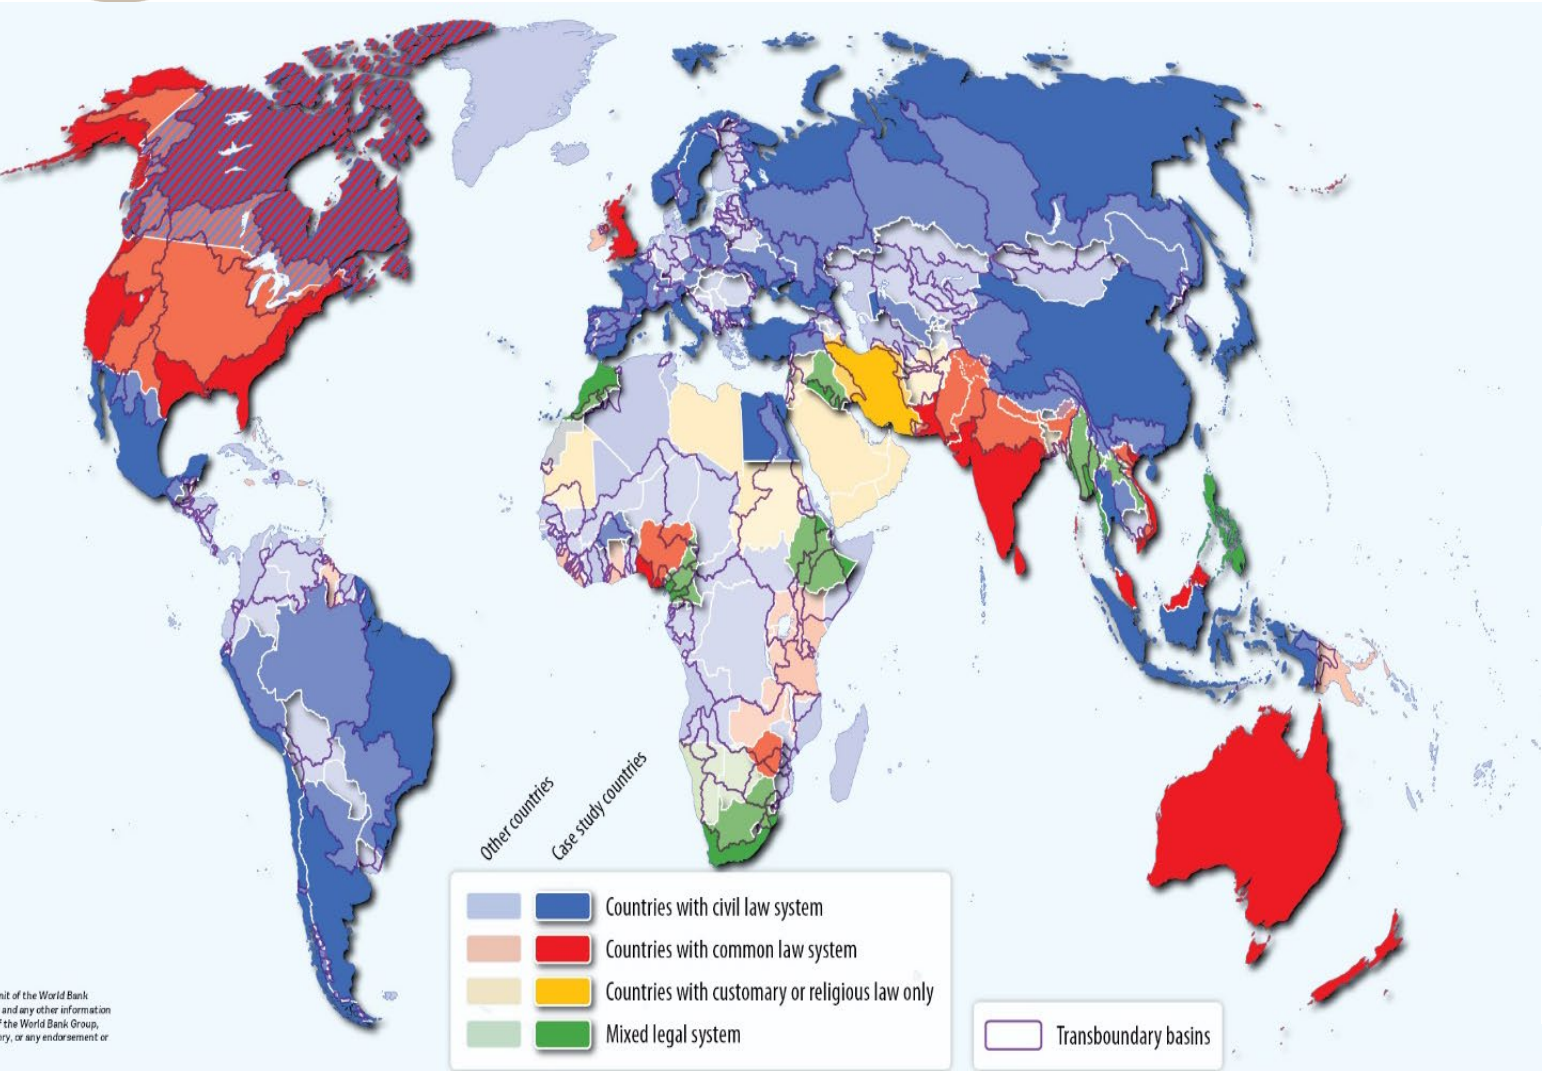 Other countries
Case study countries
Countries with civil law system
Countries with common law system
Countries with customary or religious law only
Mixed legal system
Transboundary basins
nit of the World Bank
and any other information
f the World Bank Group,
ory, or any endorsement or